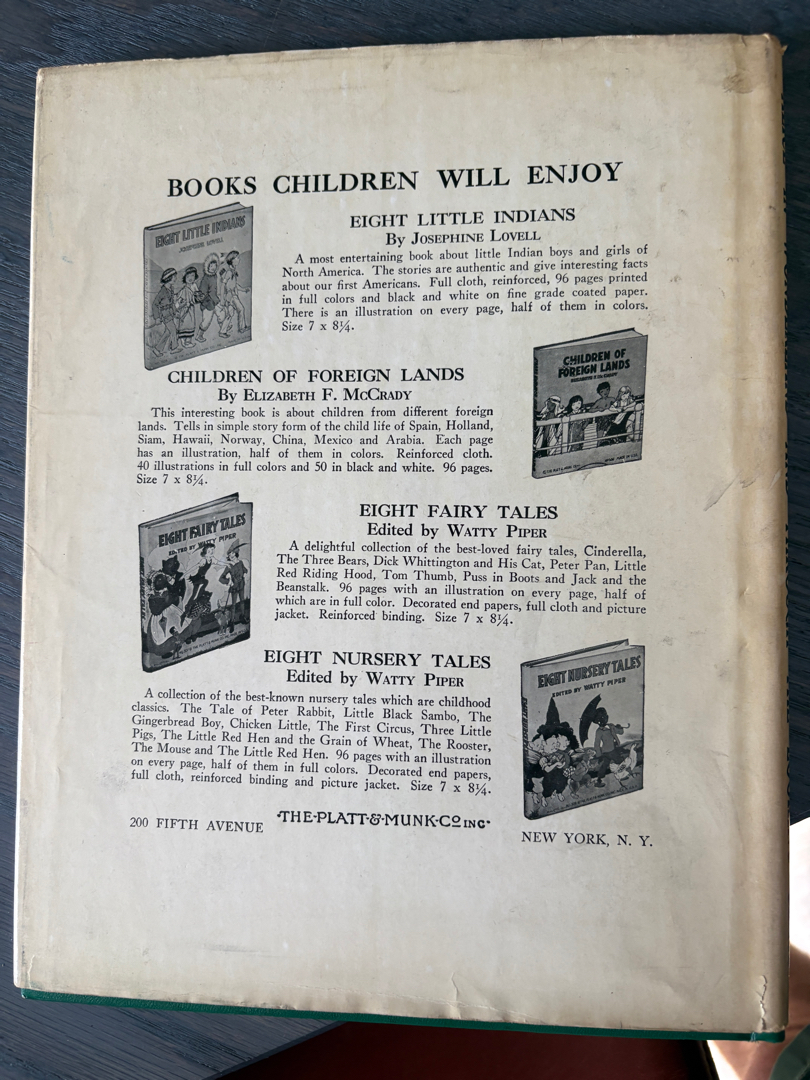 BOOKS CHILDREN WILL ENJOY
EIGHT LITTLE INDIANS
JOSEPHINE LOVELL
EIGHT LITTLE INDIANS
By JOSEPHINE LOVELL
A most entertaining book about little Indian boys and girls of
North America. The stories are authentic and give interesting facts
about our first Americans. Full cloth, reinforced, 96 pages printed
in full colors and black and white on fine grade coated paper.
There is an illustration on every page, half of them in colors.
Size 7 x 8¼.
CHILDREN OF FOREIGN LANDS
By ELIZABETH F. MCCRADY
This interesting book is about children from different foreign
lands. Tells in simple story form of the child life of Spain, Holland,
Siam, Hawaii, Norway, China, Mexico and Arabia. Each page
has an illustration, half of them in colors. Reinforced cloth.
40 illustrations in full colors and 50 in black and white. 96 pages.
Size 7 x 8¼.
CHILDREN OF
FOREIGN LANDS
EIGHT FAIRY TALES
EDITED BY WATTY PIPER
EIGHT FAIRY TALES
Edited by WATTY PIPER
A delightful collection of the best-loved fairy tales, Cinderella,
The Three Bears, Dick Whittington and His Cat, Peter Pan, Little
Red Riding Hood, Tom Thumb, Puss in Boots and Jack and the
Beanstalk. 96 pages with an illustration on every page, half of
which are in full color. Decorated end papers, full cloth and picture
jacket. Reinforced binding. Size 7 x 8¼.
EIGHT NURSERY TALES
Edited by WATTY PIPER
A collection of the best-known nursery tales which are childhood
classics. The Tale of Peter Rabbit, Little Black Sambo, The
Gingerbread Boy, Chicken Little, The First Circus, Three Little
Pigs, The Little Red Hen and the Grain of Wheat, The Rooster,
The Mouse and The Little Red Hen. 96 pages with an illustration
on every page, half of them in full colors. Decorated end papers,
full cloth, reinforced binding and picture jacket. Size 7 x 8¼.
EIGHT NURSERY TALES
EDITED BY WATTY PIPER
200 FIFTH AVENUE
·THE·PLATT·&·MUNK·CO INC·
NEW YORK, N. Y.